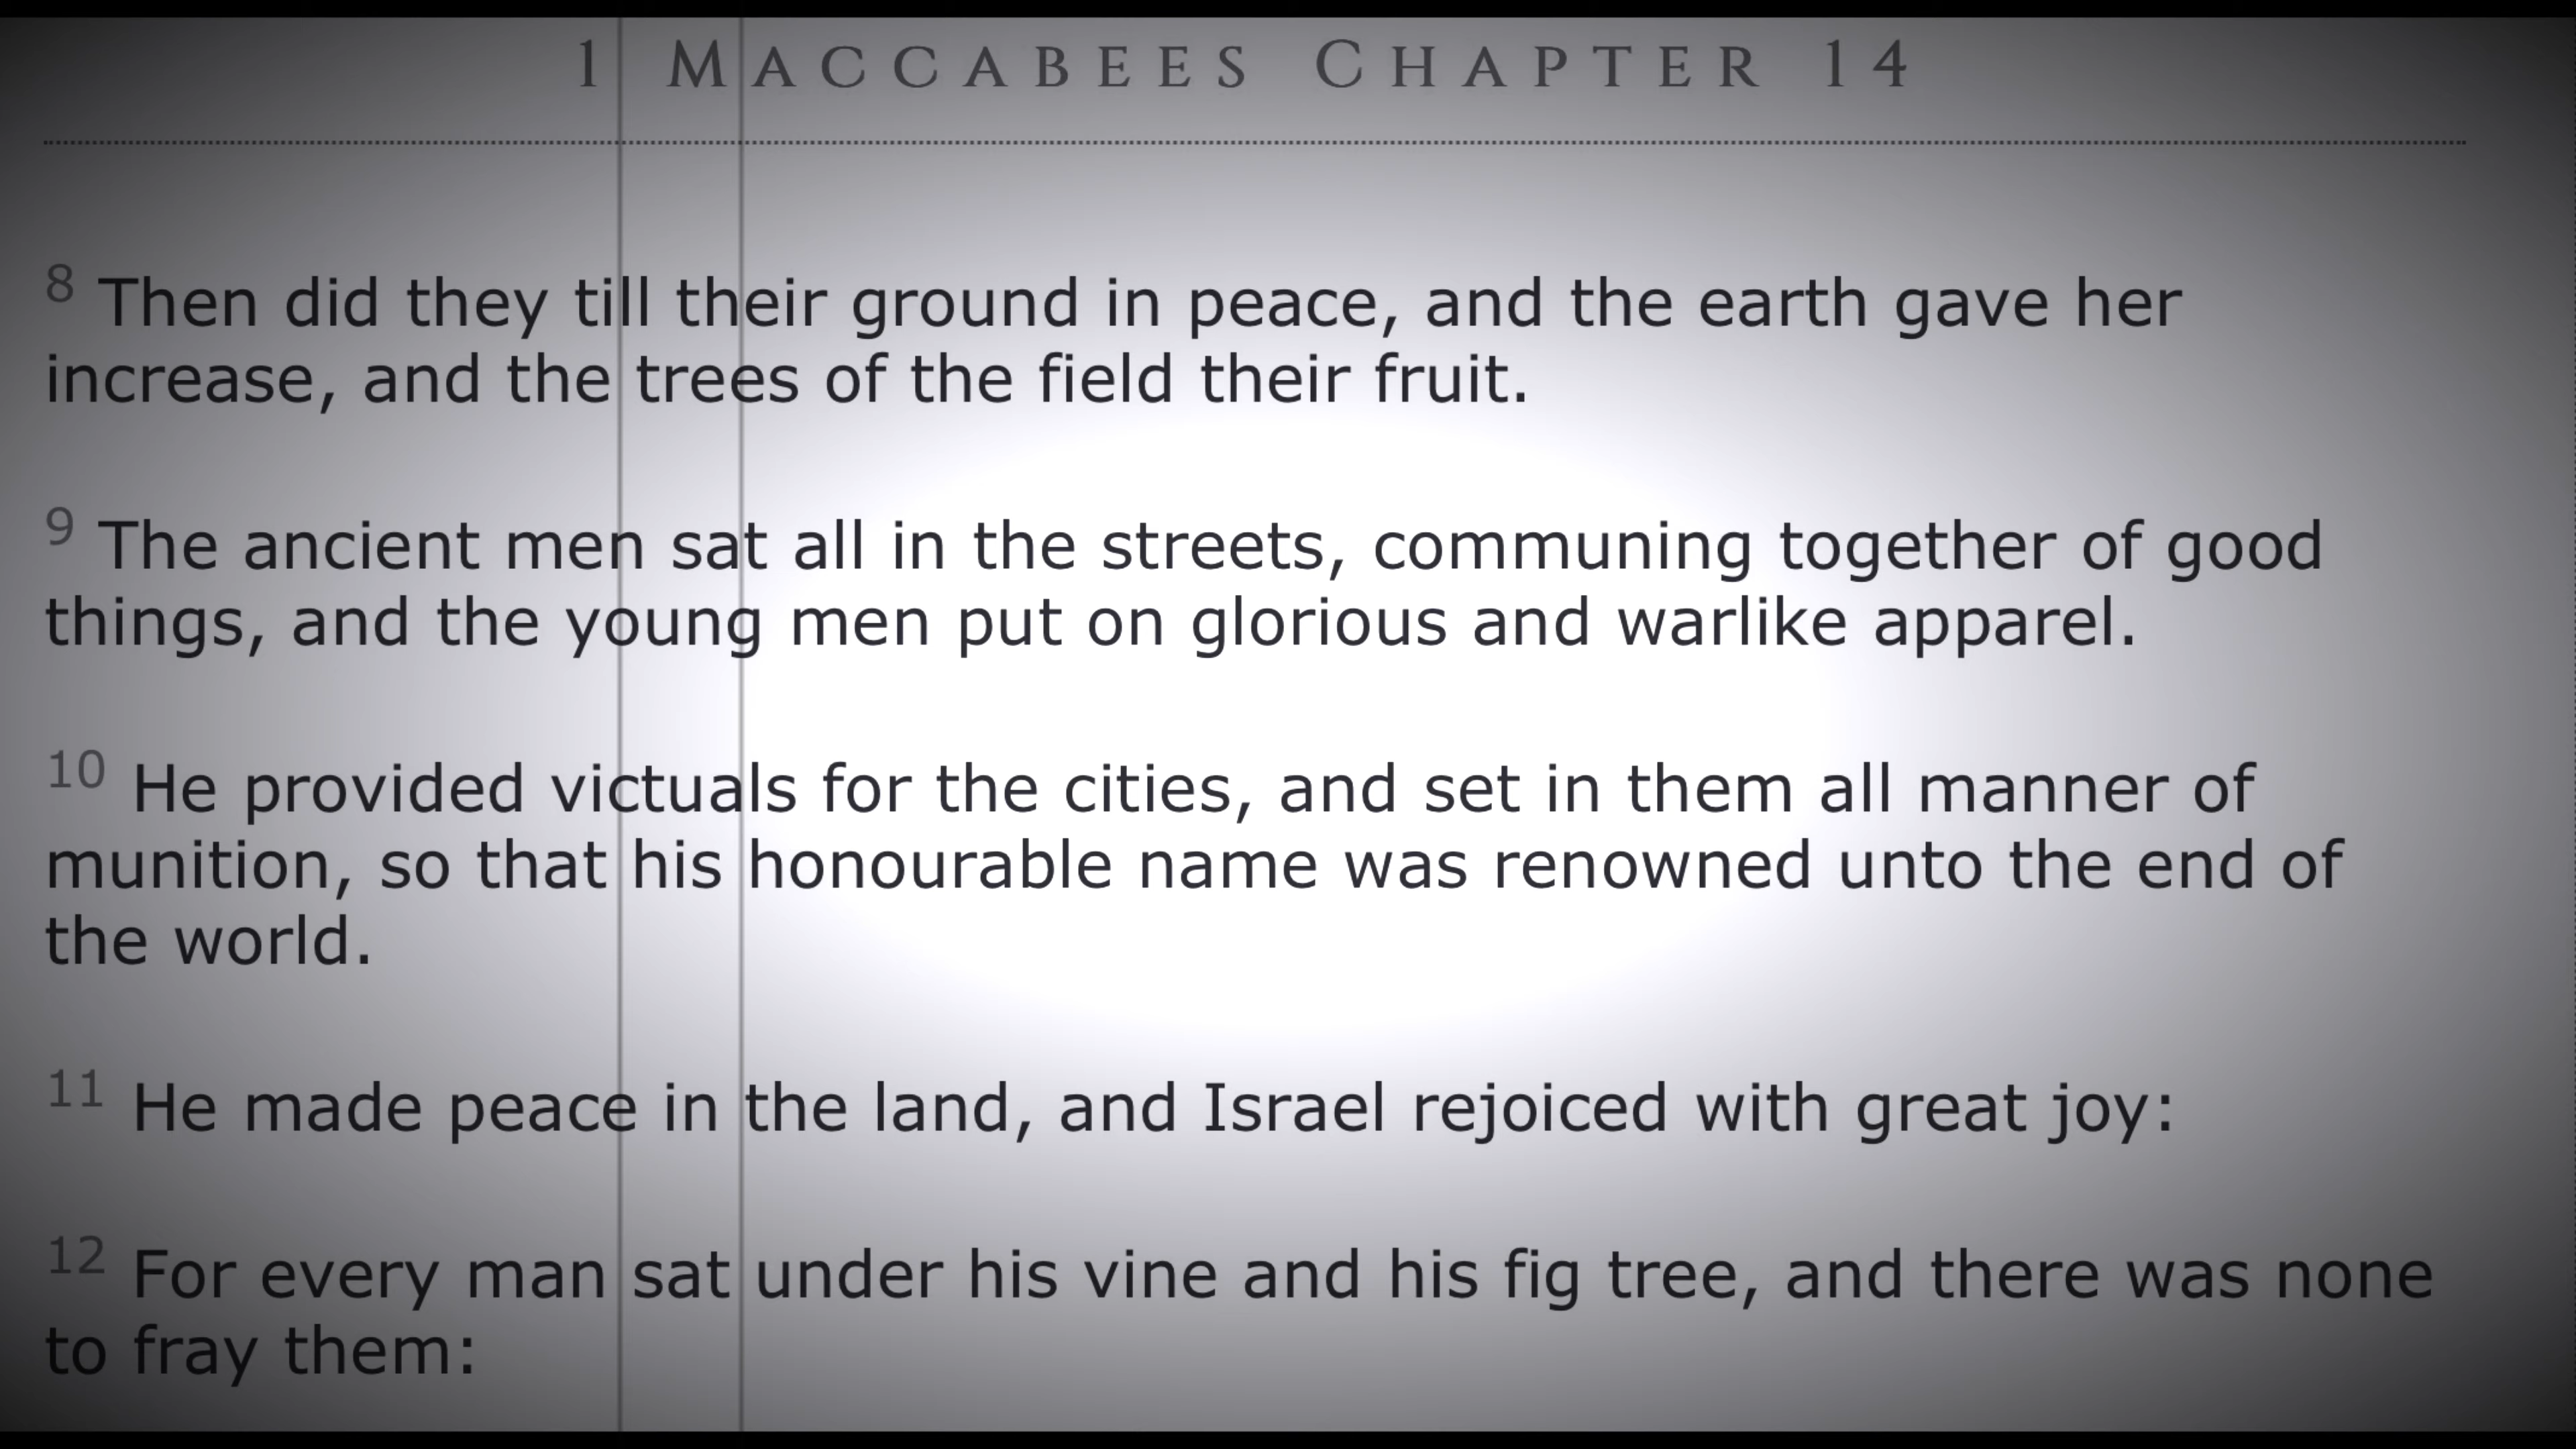 1 Maccabees Chapter 14
8 Then did they till their ground in peace, and the earth gave her
increase, and the trees of the field their fruit.
9 The ancient men sat all in the streets, communing together of good
things, and the young men put on glorious and warlike apparel.
10 He provided victuals for the cities, and set in them all manner of
munition, so that his honourable name was renowned unto the end of
the world.
11 He made peace in the land, and Israel rejoiced with great joy:
12 For every man sat under his vine and his fig tree, and there was none
to fray them: